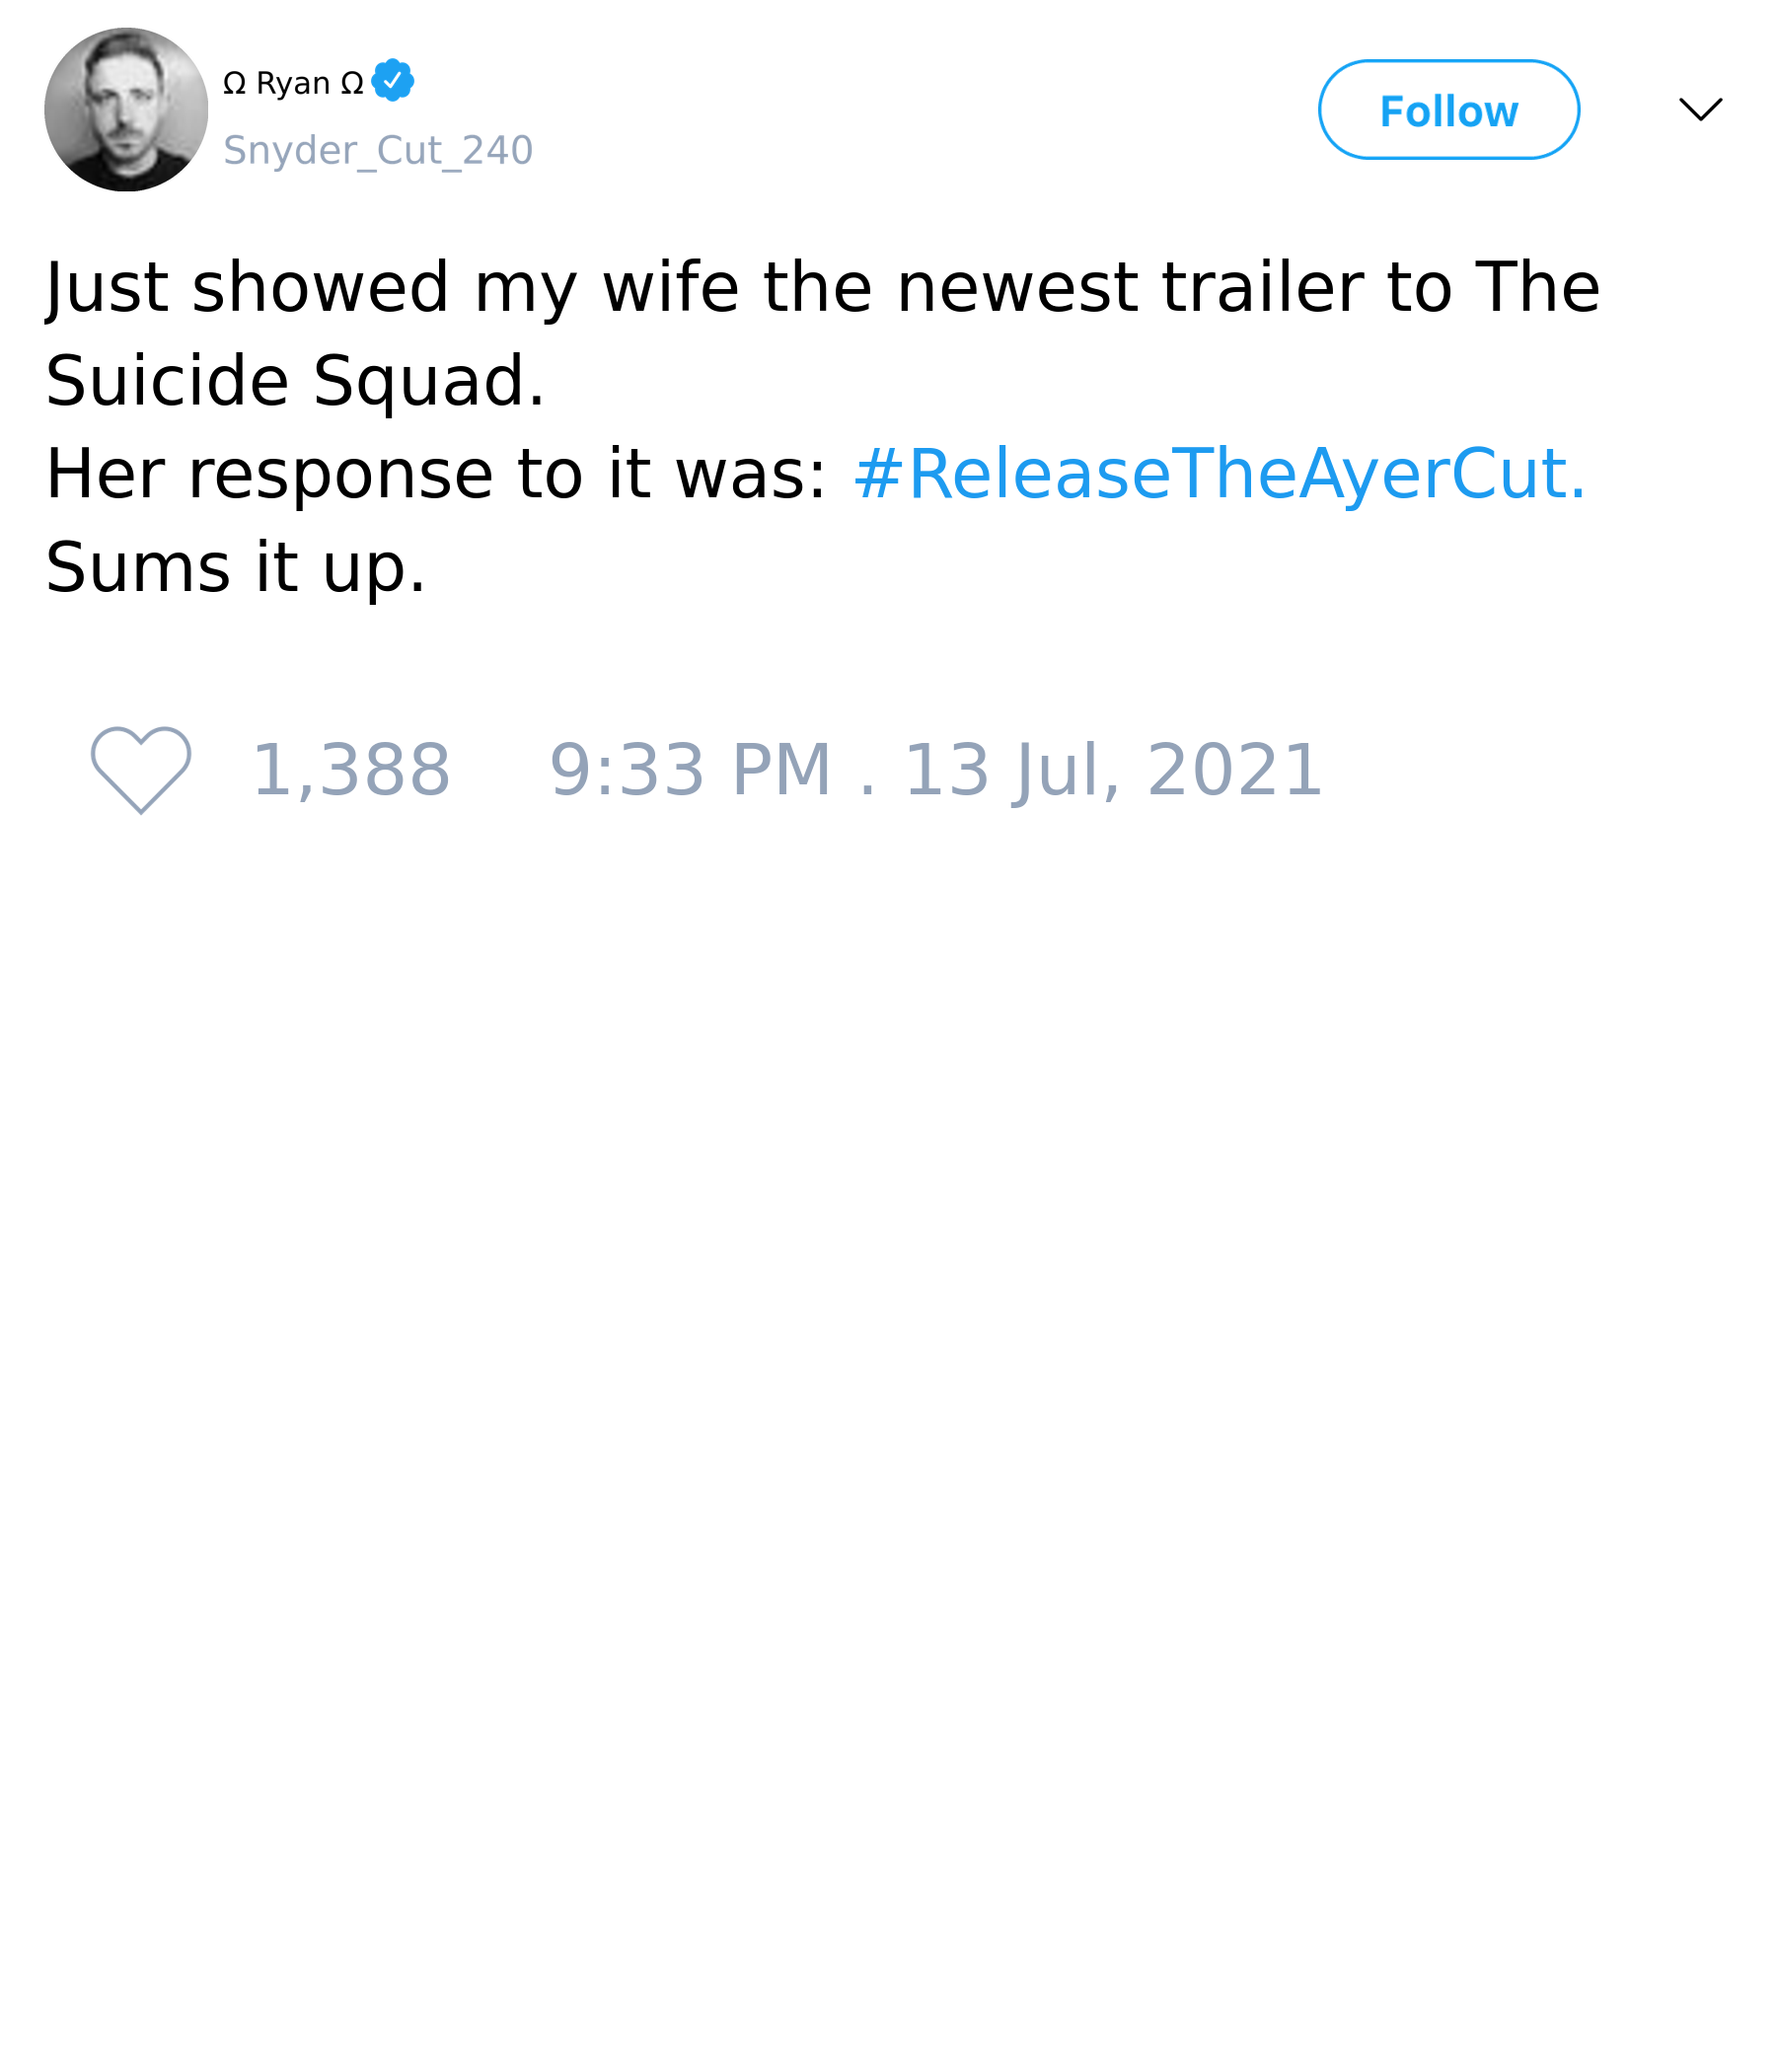 Ω Ryan Ω
Snyder_Cut_240
Follow
Just showed my wife the newest trailer to The
Suicide Squad.
Her response to it was: #ReleaseTheAyerCut.
Sums it up.
1,388 9:33 PM . 13 Jul, 2021